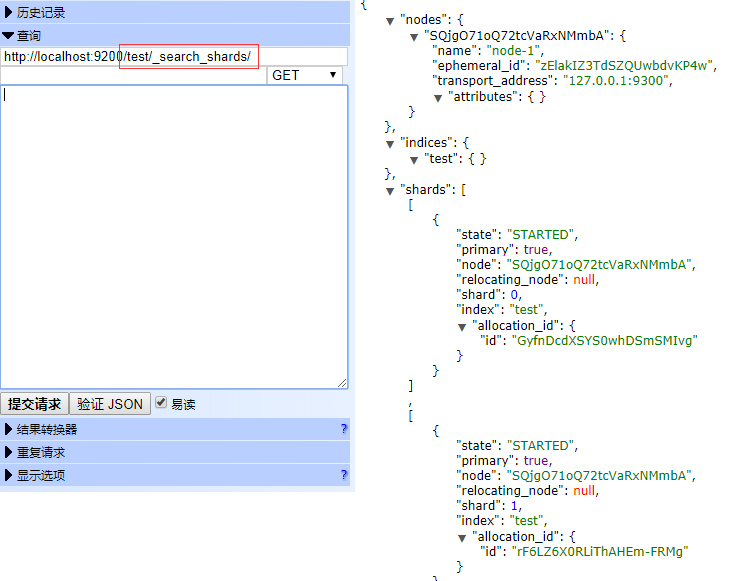 历史记录
查询
http://localhost:9200/test/_search_shards/
GET
提交请求
验证 JSON
易读
结果转换器 ?
重复请求
显示选项 ?
{
"nodes": {
"SQjgO71oQ72tcVaRxNMmbA": {
"name": "node-1",
"ephemeral_id": "zElakIZ3TdSZQUwbdvKP4w",
"transport_address": "127.0.0.1:9300",
"attributes": { }
}
},
"indices": {
"test": { }
},
"shards": [
[
{
"state": "STARTED",
"primary": true,
"node": "SQjgO71oQ72tcVaRxNMmbA",
"relocating_node": null,
"shard": 0,
"index": "test",
"allocation_id": {
"id": "GyfnDcdXSYS0whDSmSMIvg"
}
}
]
,
[
{
"state": "STARTED",
"primary": true,
"node": "SQjgO71oQ72tcVaRxNMmbA",
"relocating_node": null,
"shard": 1,
"index": "test",
"allocation_id": {
"id": "rF6LZ6X0RLiThAHEm-FRMg"
}
}